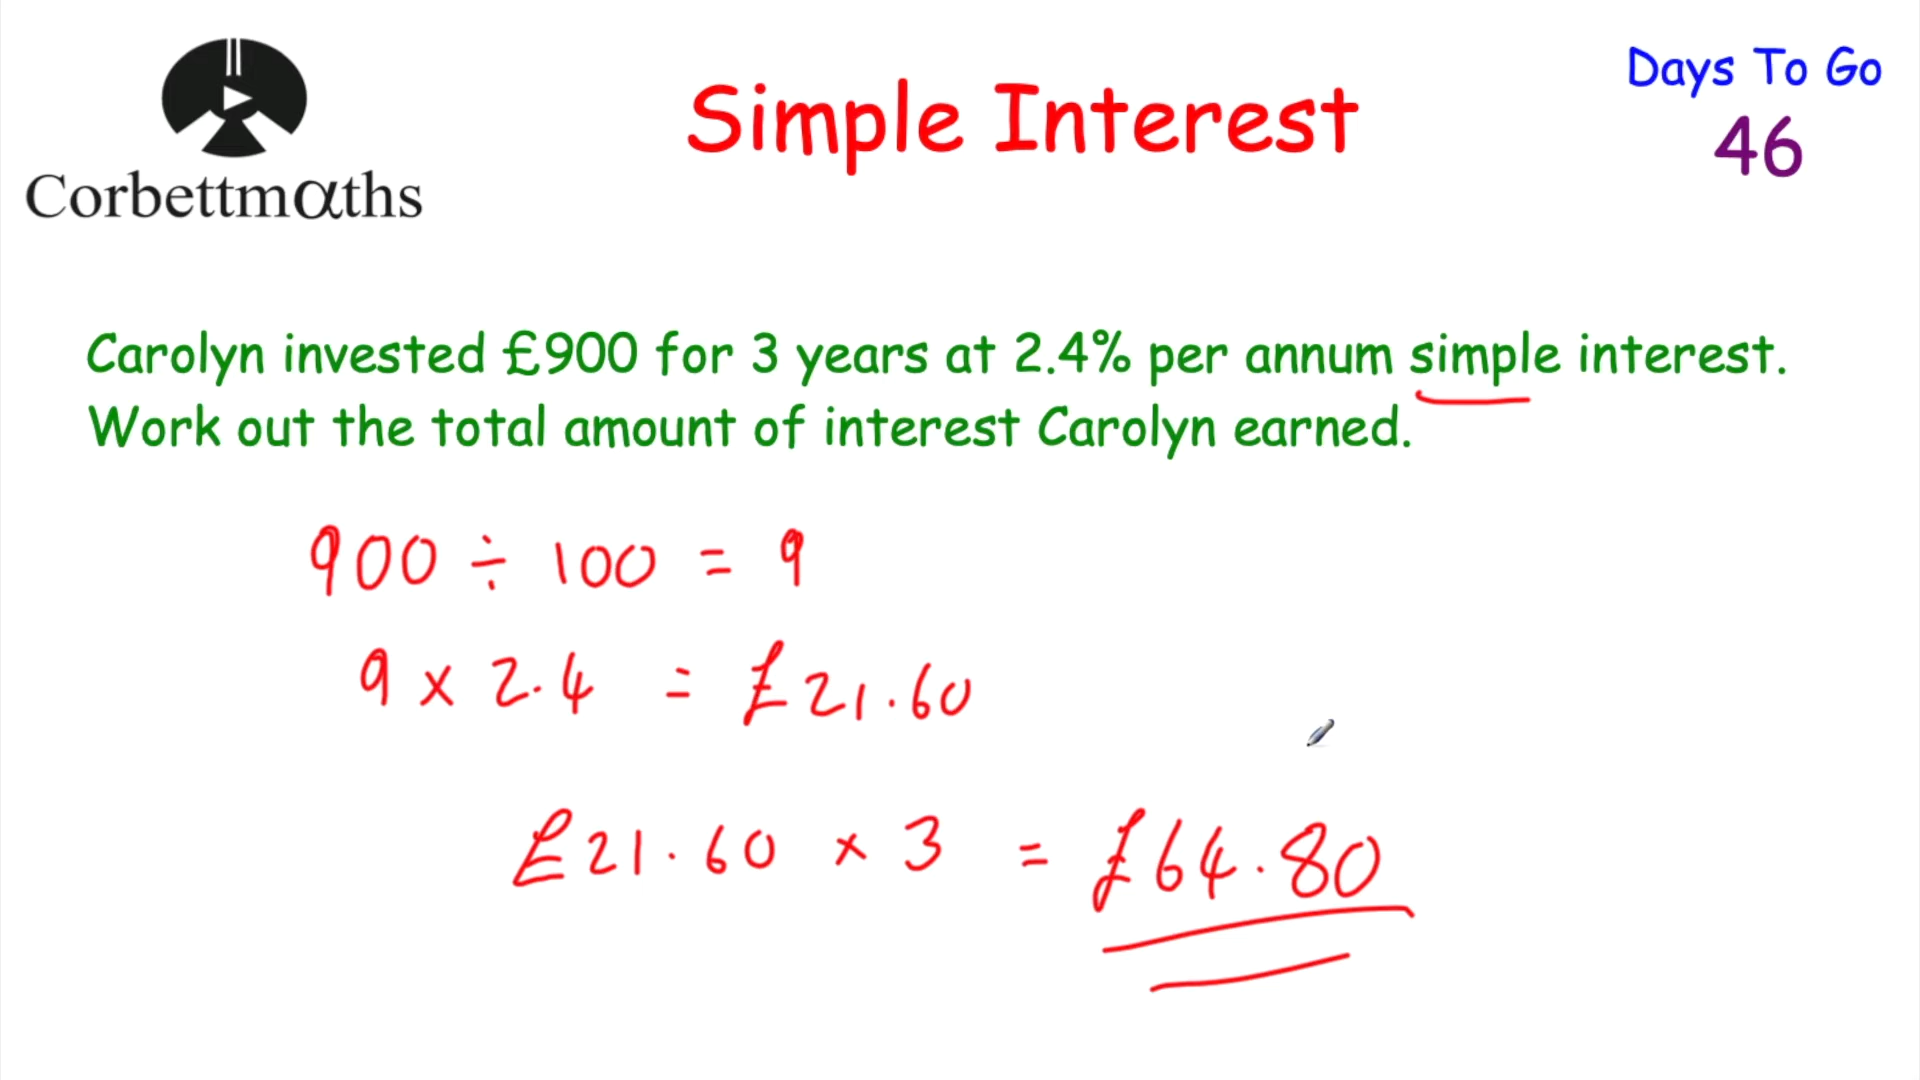 Corbettmαths
Simple Interest
Days To Go
46
Carolyn invested £900 for 3 years at 2.4% per annum simple interest.
Work out the total amount of interest Carolyn earned.
900 ÷ 100 = 9
9 × 2.4 = £21.60
£21.60 × 3 = £64.80